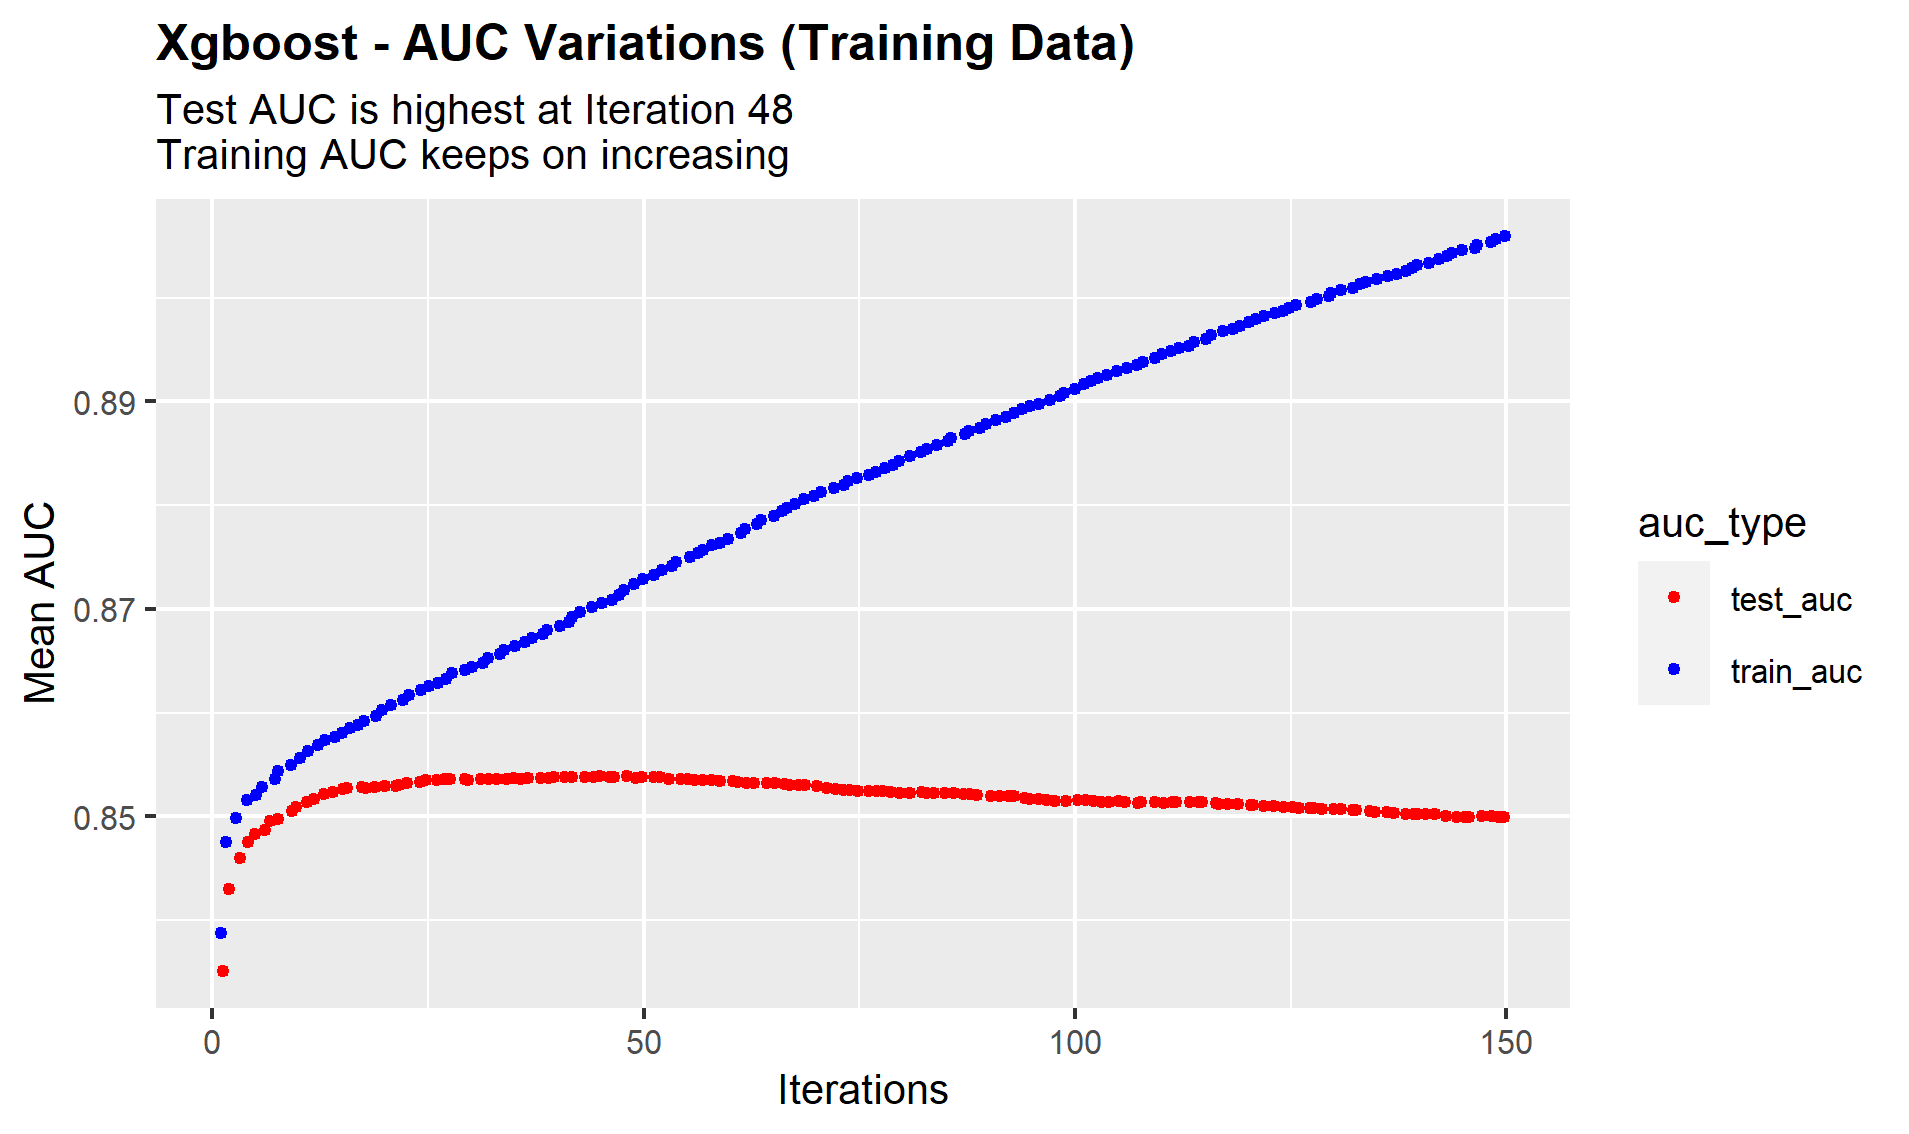 Xgboost - AUC Variations (Training Data)
Test AUC is highest at Iteration 48
Training AUC keeps on increasing
Mean AUC
0.89
0.87
0.85
0
50
100
150
Iterations
auc_type
test_auc
train_auc